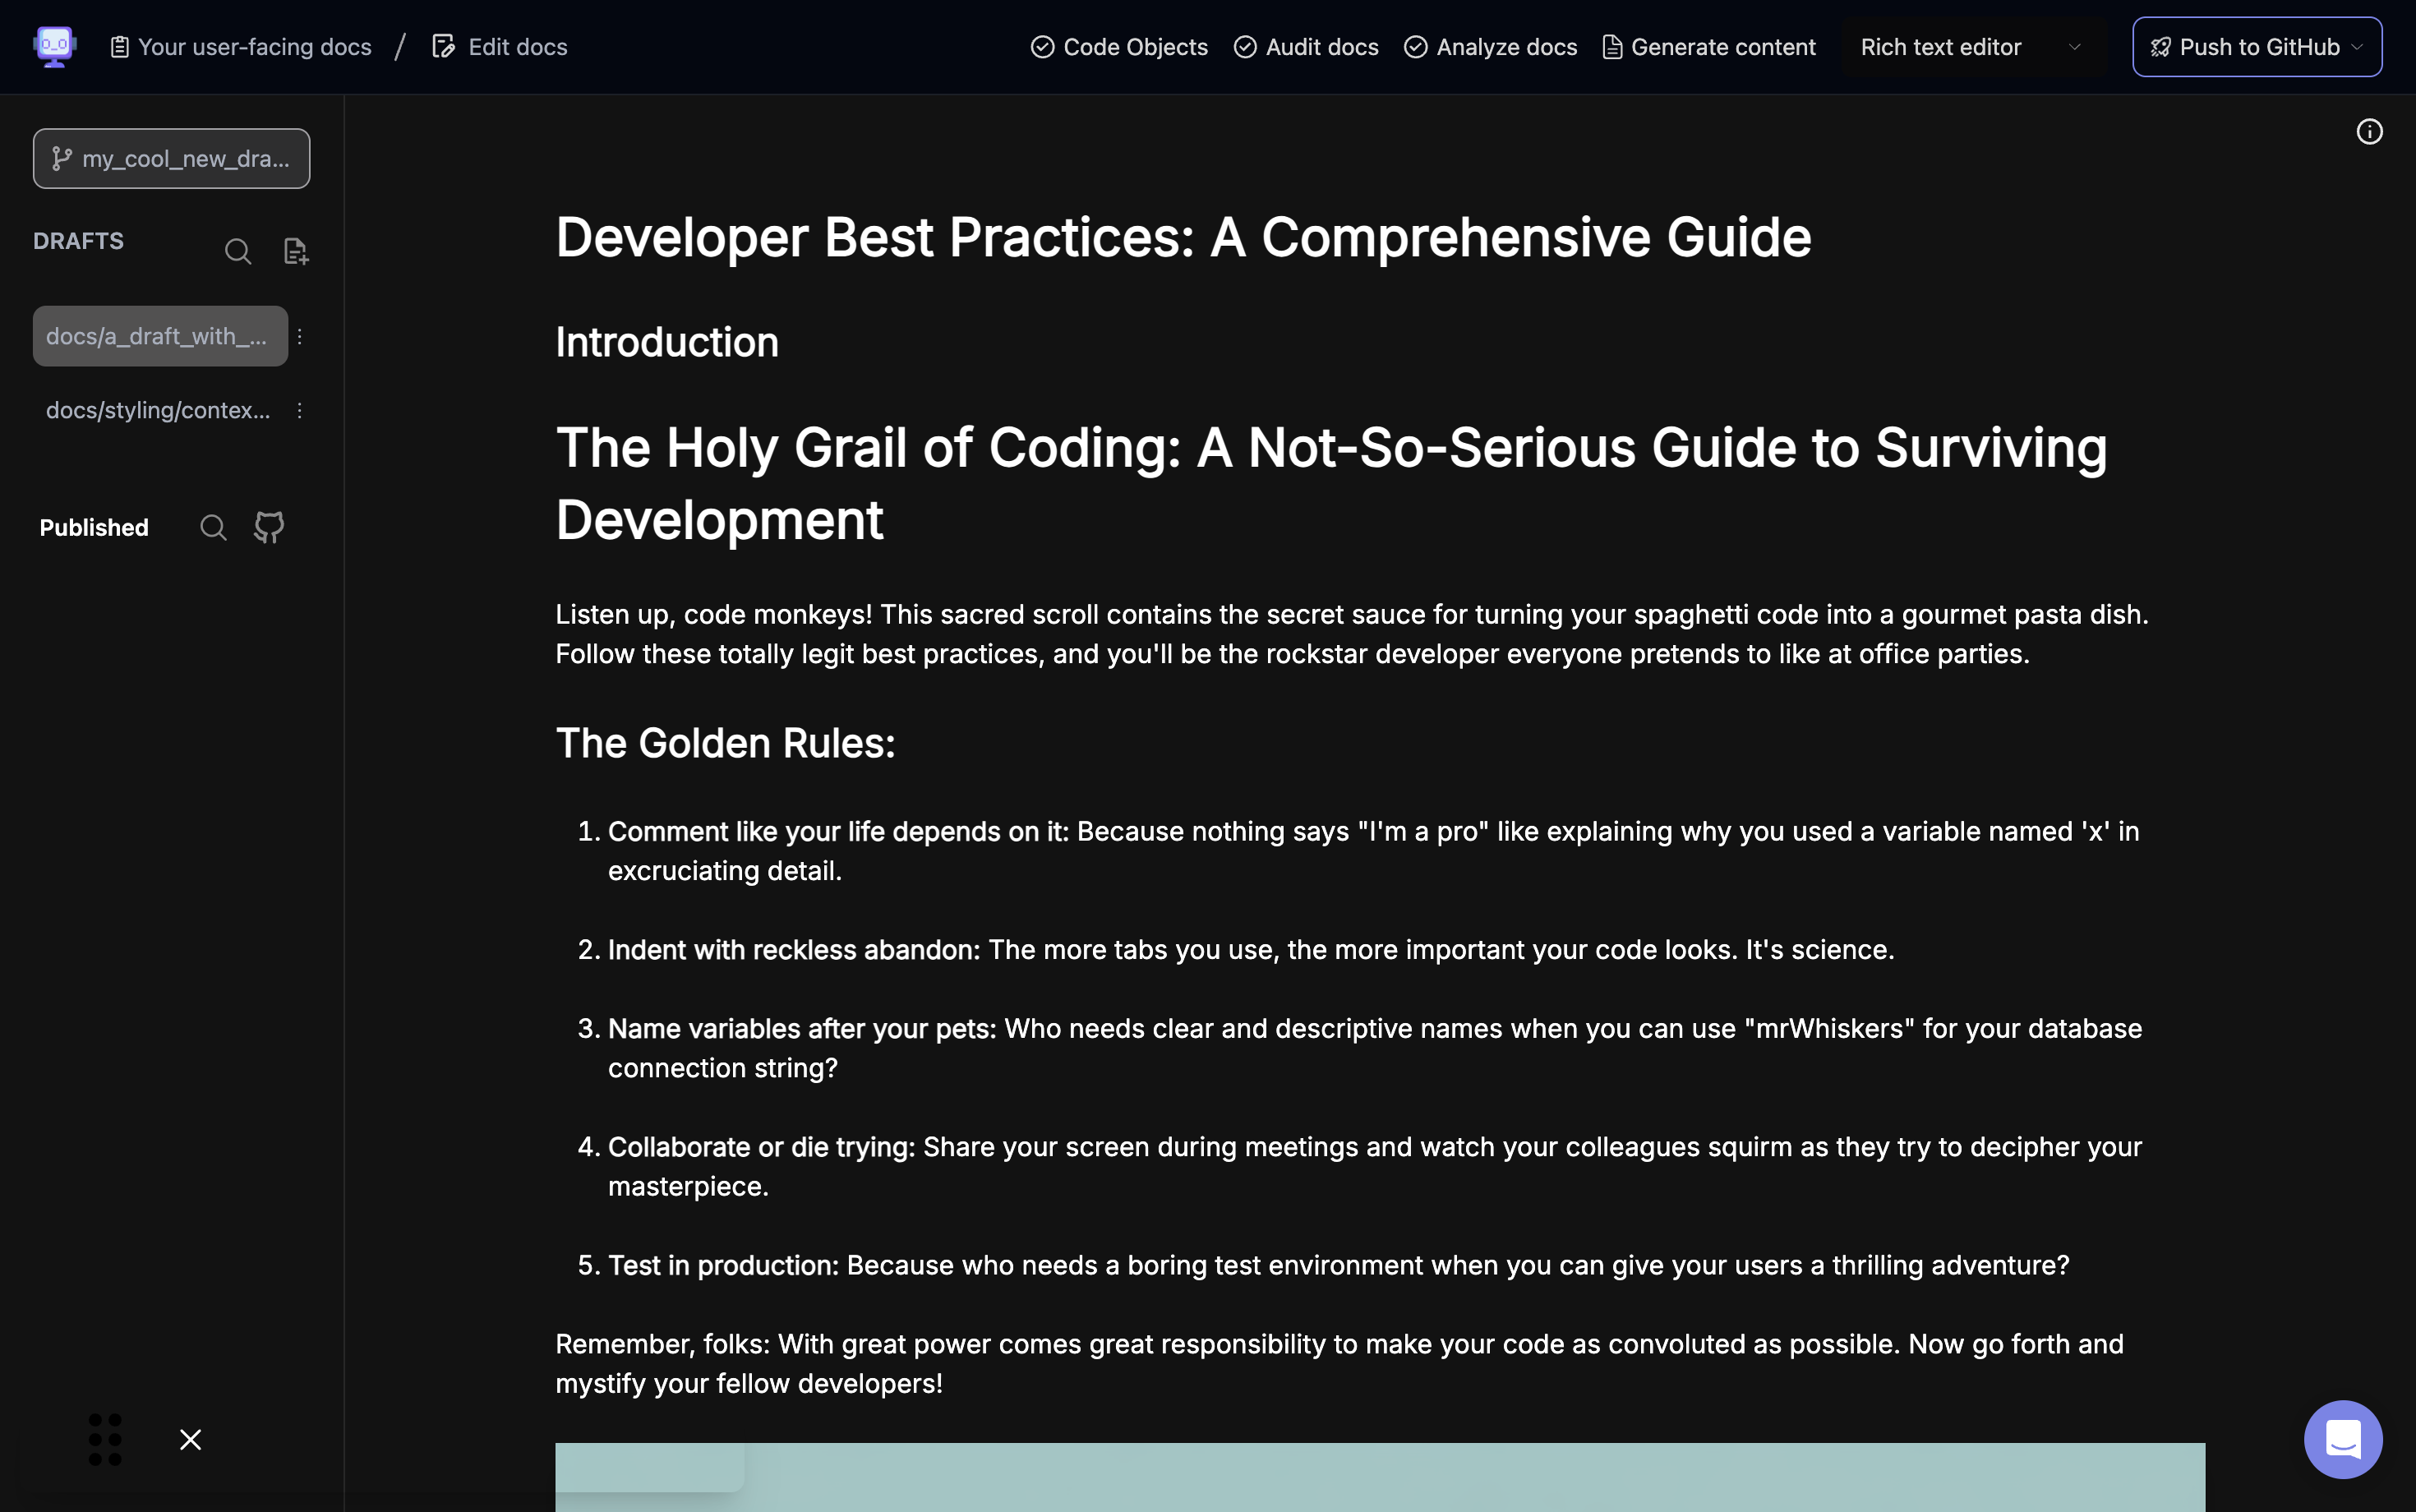 Your user-facing docs / Edit docs
Code Objects Audit docs Analyze docs Generate content Rich text editor Push to GitHub
my_cool_new_dra...
DRAFTS
docs/a_draft_with_...
docs/styling/contex...
Published
Developer Best Practices: A Comprehensive Guide
Introduction
The Holy Grail of Coding: A Not-So-Serious Guide to Surviving
Development
Listen up, code monkeys! This sacred scroll contains the secret sauce for turning your spaghetti code into a gourmet pasta dish.
Follow these totally legit best practices, and you'll be the rockstar developer everyone pretends to like at office parties.
The Golden Rules:
1. Comment like your life depends on it: Because nothing says "I'm a pro" like explaining why you used a variable named 'x' in
excruciating detail.
2. Indent with reckless abandon: The more tabs you use, the more important your code looks. It's science.
3. Name variables after your pets: Who needs clear and descriptive names when you can use "mrWhiskers" for your database
connection string?
4. Collaborate or die trying: Share your screen during meetings and watch your colleagues squirm as they try to decipher your
masterpiece.
5. Test in production: Because who needs a boring test environment when you can give your users a thrilling adventure?
Remember, folks: With great power comes great responsibility to make your code as convoluted as possible. Now go forth and
mystify your fellow developers!